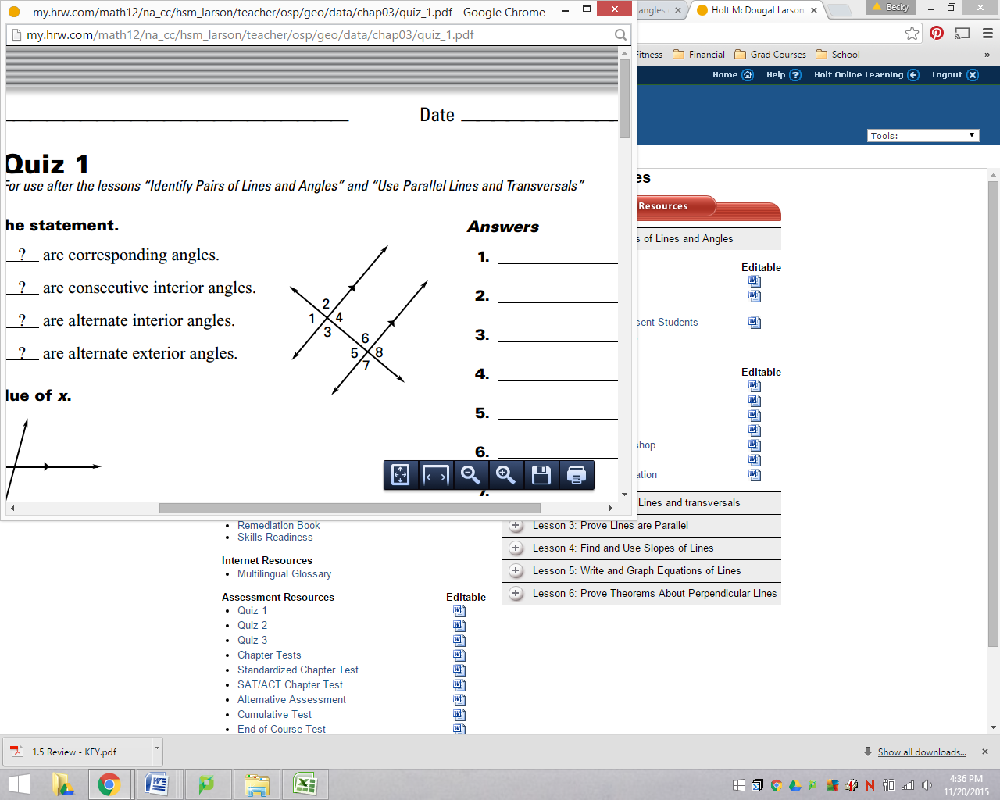 my.hrw.com/math12/na_cc/hsm_larson/teacher/osp/geo/data/chap03/quiz_1.pdf - Google Chrome
angles
Holt McDougal Larson
Becky
my.hrw.com/math12/na_cc/hsm_larson/teacher/osp/geo/data/chap03/quiz_1.pdf
Fitness
Financial
Grad Courses
School
»
Home
Help
Holt Online Learning
Logout
Tools:
Date
Quiz 1
For use after the lessons “Identify Pairs of Lines and Angles” and “Use Parallel Lines and Transversals”
he statement.
? are corresponding angles.
? are consecutive interior angles.
? are alternate interior angles.
? are alternate exterior angles.
lue of x.
1 2 3 4
5 6 7 8
Answers
1.
2.
3.
4.
5.
6.
7.
es
Resources
s of Lines and Angles
Editable
sent Students
Editable
hop
ation
Lines and transversals
Lesson 3: Prove Lines are Parallel
Lesson 4: Find and Use Slopes of Lines
Lesson 5: Write and Graph Equations of Lines
Lesson 6: Prove Theorems About Perpendicular Lines
Remediation Book
Skills Readiness
Internet Resources
Multilingual Glossary
Assessment Resources Editable
Quiz 1
Quiz 2
Quiz 3
Chapter Tests
Standardized Chapter Test
SAT/ACT Chapter Test
Alternative Assessment
Cumulative Test
End-of-Course Test
1.5 Review - KEY.pdf
Show all downloads...
4:36 PM
11/20/2015